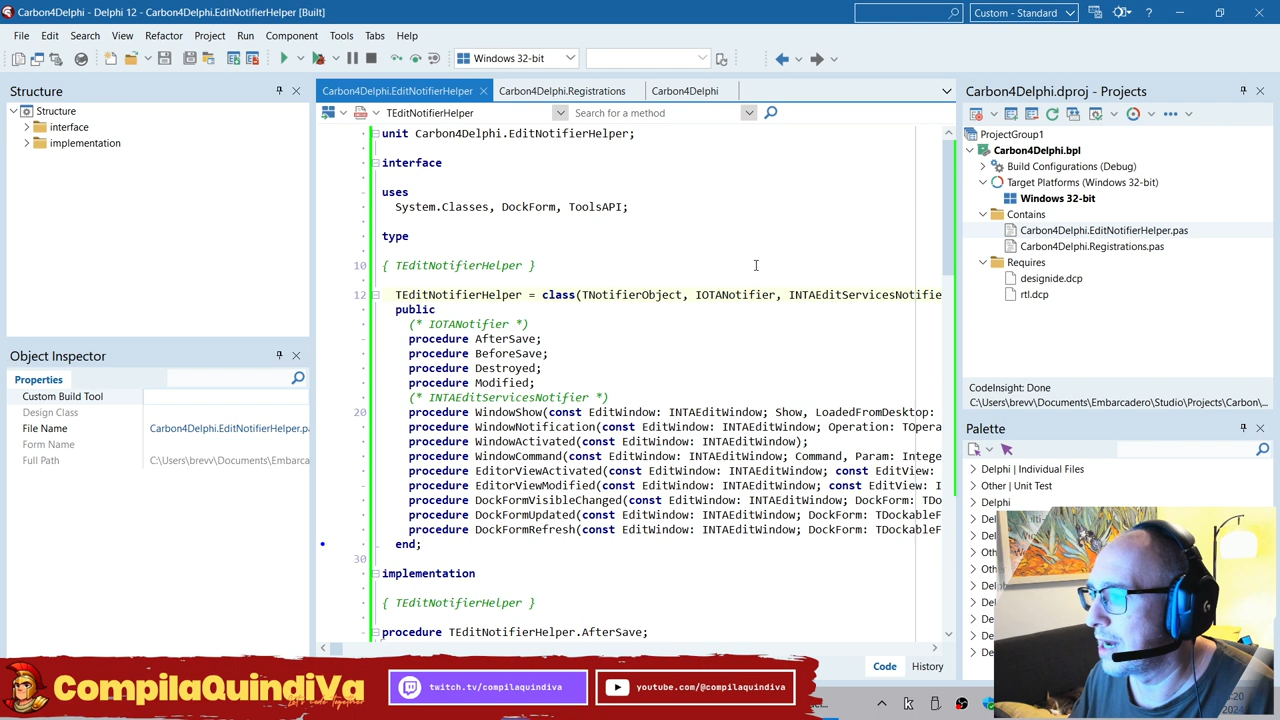 Carbon4Delphi - Delphi 12 - Carbon4Delphi.EditNotifierHelper [Built]
Custom - Standard
File Edit Search View Refactor Project Run Component Tools Tabs Help
Windows 32-bit
Structure
Structure
interface
implementation
Object Inspector
Properties
Custom Build Tool
Design Class
File Name Carbon4Delphi.EditNotifierHelper.pa
Form Name
Full Path C:\Users\brevv\Documents\Embarca
Carbon4Delphi.EditNotifierHelper Carbon4Delphi.Registrations Carbon4Delphi
TEditNotifierHelper Search for a method
unit Carbon4Delphi.EditNotifierHelper;
interface
uses
System.Classes, DockForm, ToolsAPI;
type
10 { TEditNotifierHelper }
12 TEditNotifierHelper = class(TNotifierObject, IOTANotifier, INTAEditServicesNotifie
public
(* IOTANotifier *)
procedure AfterSave;
procedure BeforeSave;
procedure Destroyed;
procedure Modified;
(* INTAEditServicesNotifier *)
20 procedure WindowShow(const EditWindow: INTAEditWindow; Show, LoadedFromDesktop:
procedure WindowNotification(const EditWindow: INTAEditWindow; Operation: TOpera
procedure WindowActivated(const EditWindow: INTAEditWindow);
procedure WindowCommand(const EditWindow: INTAEditWindow; Command, Param: Intege
procedure EditorViewActivated(const EditWindow: INTAEditWindow; const EditView:
procedure EditorViewModified(const EditWindow: INTAEditWindow; const EditView: I
procedure DockFormVisibleChanged(const EditWindow: INTAEditWindow; DockForm: TDo
procedure DockFormUpdated(const EditWindow: INTAEditWindow; DockForm: TDockableF
procedure DockFormRefresh(const EditWindow: INTAEditWindow; DockForm: TDockableF
end;
30
implementation
{ TEditNotifierHelper }
procedure TEditNotifierHelper.AfterSave;
Code History
Carbon4Delphi.dproj - Projects
ProjectGroup1
Carbon4Delphi.bpl
Build Configurations (Debug)
Target Platforms (Windows 32-bit)
Windows 32-bit
Contains
Carbon4Delphi.EditNotifierHelper.pas
Carbon4Delphi.Registrations.pas
Requires
designide.dcp
rtl.dcp
CodeInsight: Done
C:\Users\brevv\Documents\Embarcadero\Studio\Projects\Carbon4
Palette
Delphi | Individual Files
Other | Unit Test
Delphi
CompilaQuindiVa
Let's Code Together
twitch.tv/compilaquindiva
youtube.com/@compilaquindiva